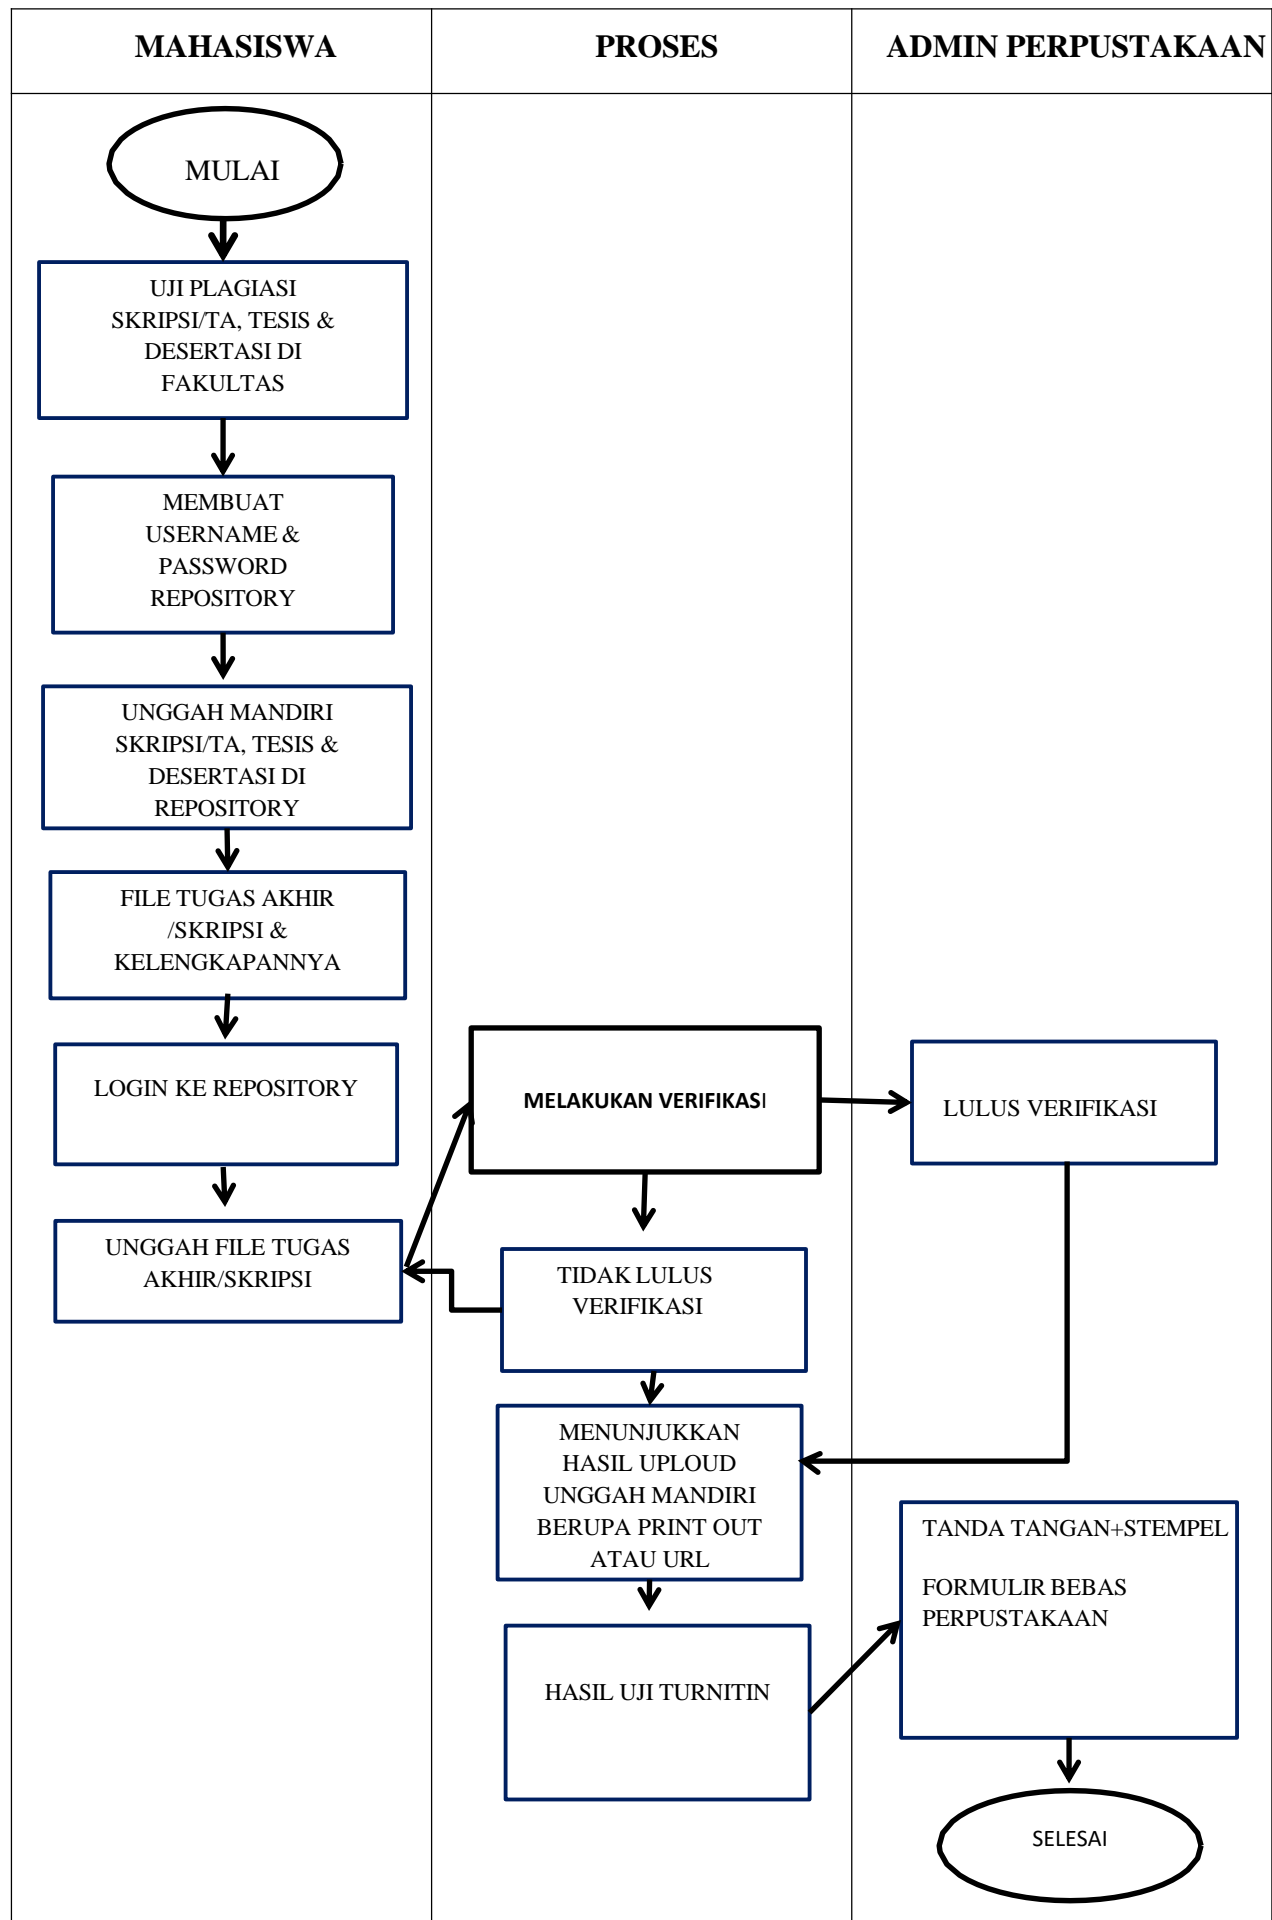 MAHASISWA
PROSES
ADMIN PERPUSTAKAAN
MULAI
UJI PLAGIASI
SKRIPSI/TA, TESIS &
DESERTASI DI
FAKULTAS
MEMBUAT
USERNAME &
PASSWORD
REPOSITORY
UNGGAH MANDIRI
SKRIPSI/TA, TESIS &
DESERTASI DI
REPOSITORY
FILE TUGAS AKHIR
/SKRIPSI &
KELENGKAPANNYA
LOGIN KE REPOSITORY
UNGGAH FILE TUGAS
AKHIR/SKRIPSI
MELAKUKAN VERIFIKASI
LULUS VERIFIKASI
TIDAK LULUS
VERIFIKASI
MENUNJUKKAN
HASIL UPLOUD
UNGGAH MANDIRI
BERUPA PRINT OUT
ATAU URL
HASIL UJI TURNITIN
TANDA TANGAN+STEMPEL
FORMULIR BEBAS
PERPUSTAKAAN
SELESAI